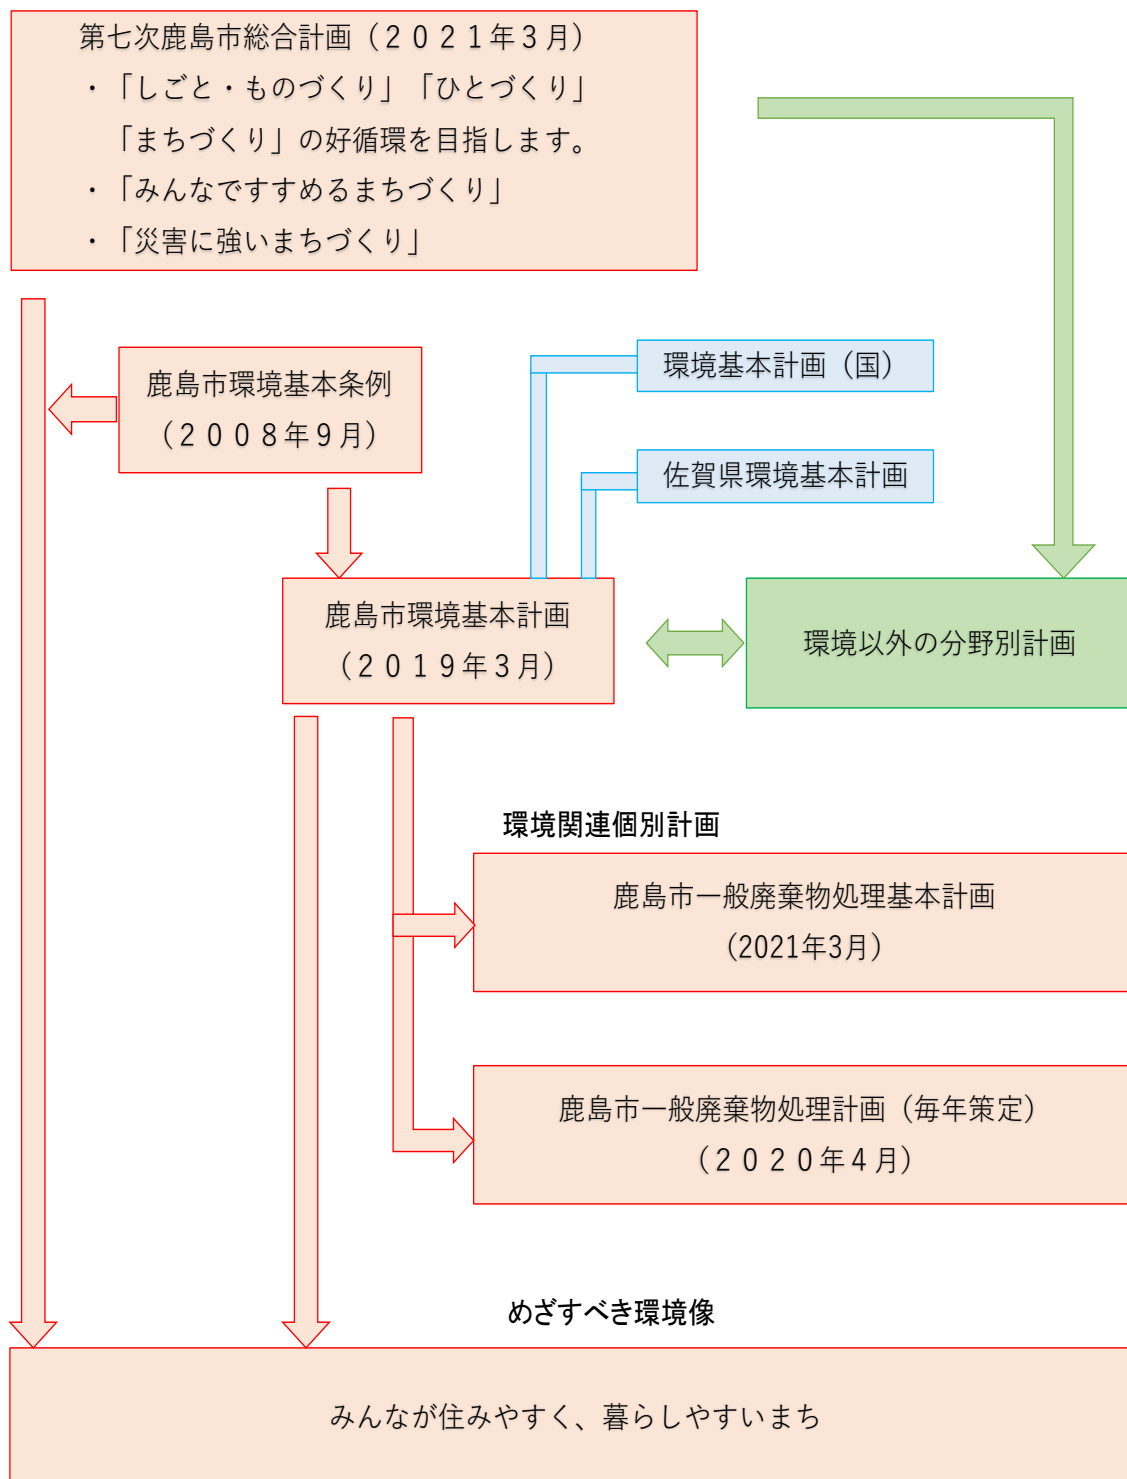 第七次鹿島市総合計画（２０２１年３月）
・「しごと・ものづくり」「ひとづくり」
「まちづくり」の好循環を目指します。
・「みんなですすめるまちづくり」
・「災害に強いまちづくり」
鹿島市環境基本条例
（２００８年９月）
環境基本計画（国）
佐賀県環境基本計画
鹿島市環境基本計画
（２０１９年３月）
環境以外の分野別計画
環境関連個別計画
鹿島市一般廃棄物処理基本計画
(2021年3月)
鹿島市一般廃棄物処理計画（毎年策定）
（２０２０年４月）
めざすべき環境像
みんなが住みやすく、暮らしやすいまち